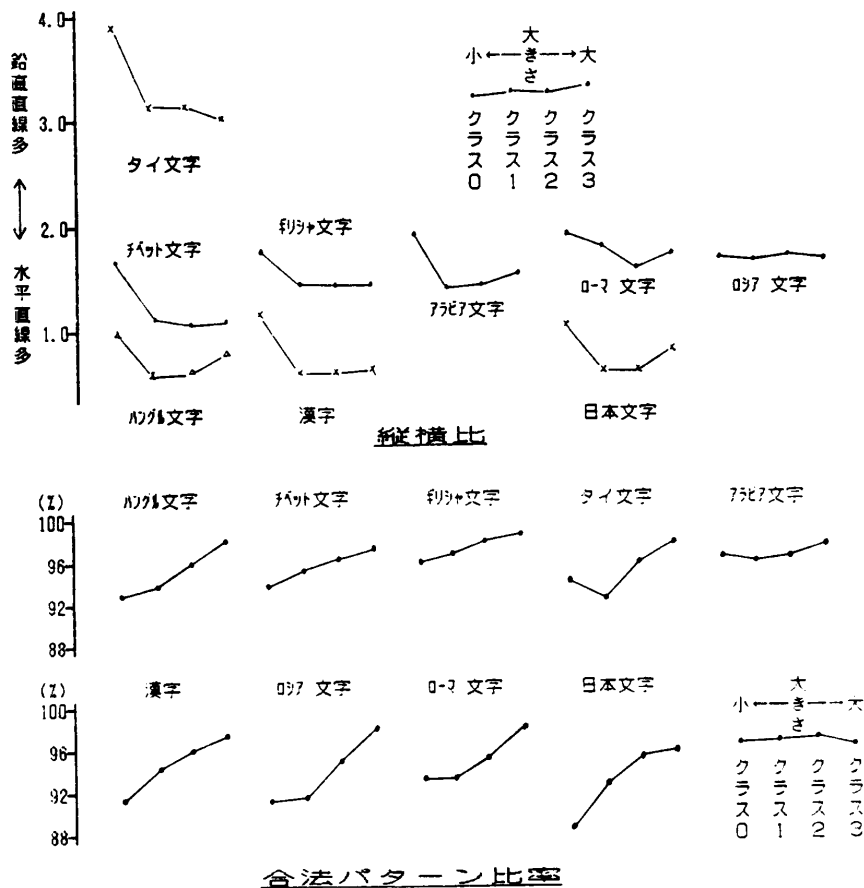 4.0
3.0
2.0
1.0
鉛直直線多
水平直線多
小 大きさ 大
クラス0 クラス1 クラス2 クラス3
タイ文字
チベット文字
ギリシャ文字
アラビア文字
ローマ 文字
ロシア 文字
ハングル文字
漢字
日本文字
縦横比
(%)
ハングル文字 チベット文字 ギリシャ文字 タイ文字 アラビア文字
100
96
92
88
(%)
漢字 ロシア 文字 ローマ 文字 日本文字
100
96
92
88
小 大きさ 大
クラス0 クラス1 クラス2 クラス3
合法パターン比率